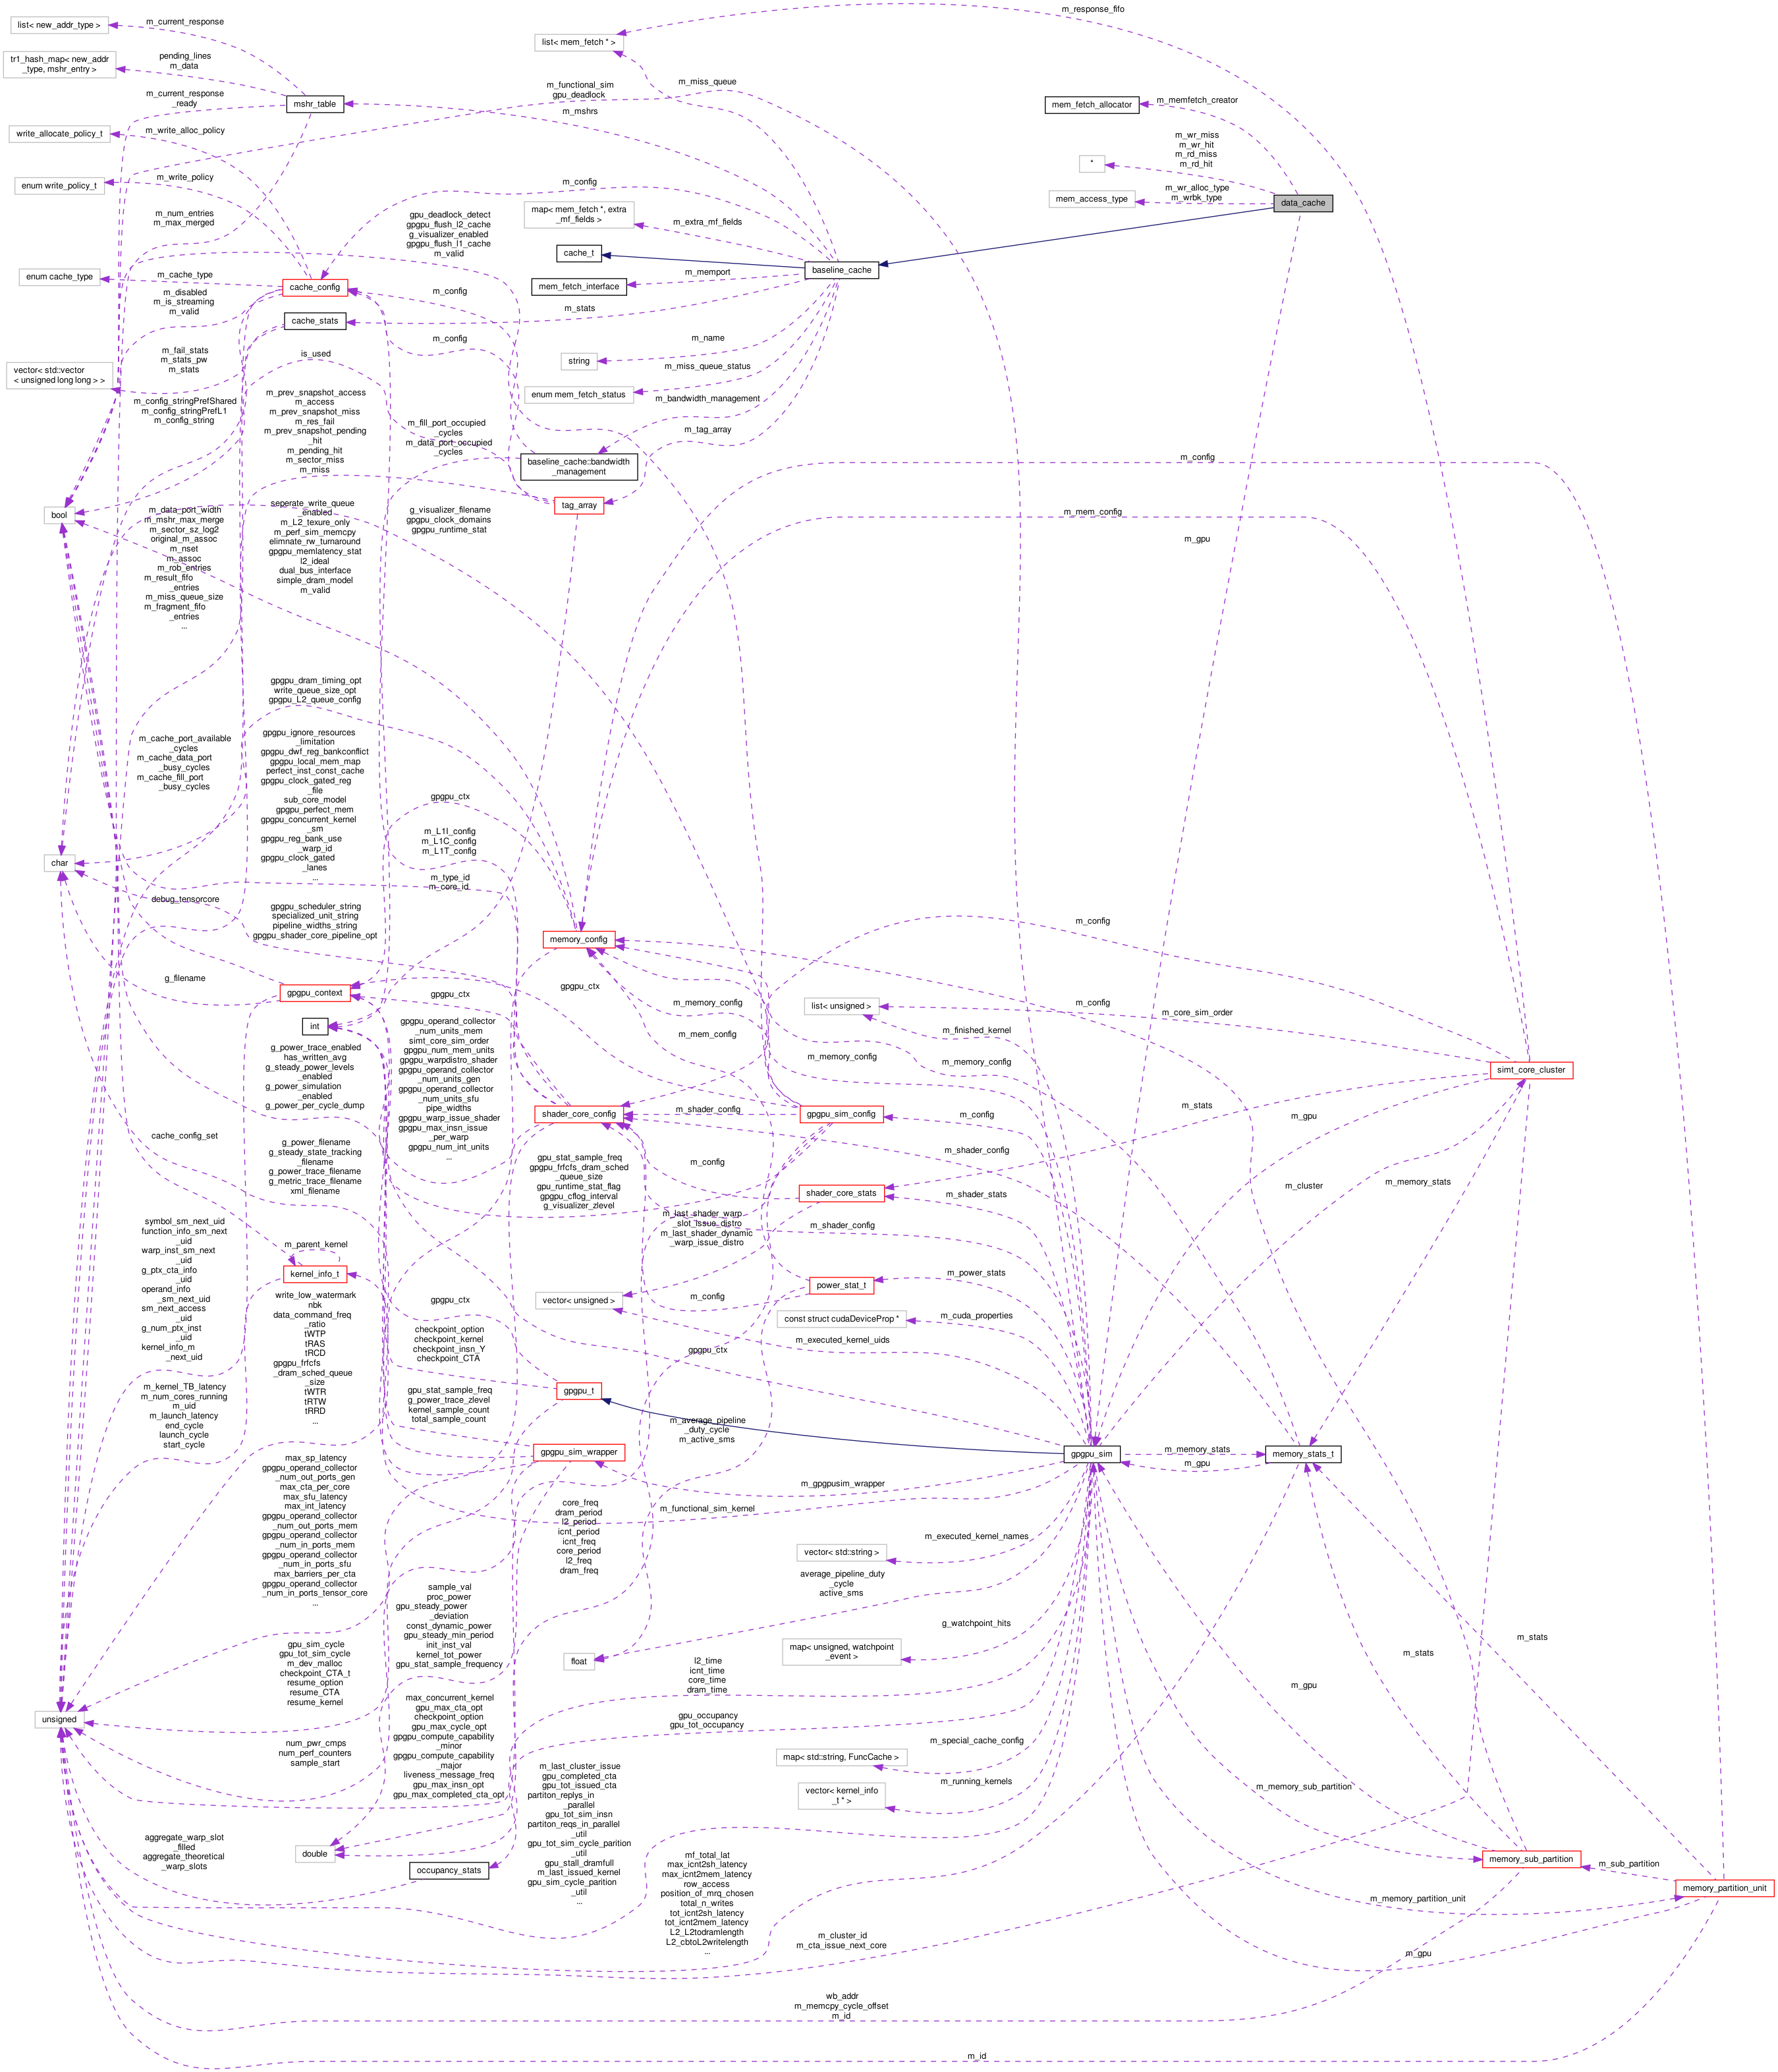 m_response_fifo
list< new_addr_type >
m_current_response
list< mem_fetch * >
tr1_hash_map< new_addr
_type, mshr_entry >
pending_lines
m_data
m_miss_queue
m_functional_sim
gpu_deadlock
m_current_response
_ready
mshr_table
m_mshrs
mem_fetch_allocator
m_memfetch_creator
write_allocate_policy_t
m_write_alloc_policy
m_wr_miss
m_wr_hit
m_rd_miss
m_rd_hit
*
enum write_policy_t
m_write_policy
m_config
mem_access_type
m_wr_alloc_type
m_wrbk_type
data_cache
m_num_entries
m_max_merged
gpu_deadlock_detect
gpgpu_flush_l2_cache
g_visualizer_enabled
gpgpu_flush_l1_cache
m_valid
map< mem_fetch *, extra
_mf_fields >
m_extra_mf_fields
cache_t
baseline_cache
enum cache_type
m_cache_type
cache_config
m_config
mem_fetch_interface
m_memport
m_disabled
m_is_streaming
m_valid
cache_stats
m_stats
m_config
m_name
string
vector< std::vector
< unsigned long long > >
m_fail_stats
m_stats_pw
m_stats
is_used
m_miss_queue_status
enum mem_fetch_status
m_bandwidth_management
m_config_stringPrefShared
m_config_stringPrefL1
m_config_string
m_prev_snapshot_access
m_access
m_prev_snapshot_miss
m_res_fail
m_prev_snapshot_pending
_hit
m_pending_hit
m_sector_miss
m_miss
m_fill_port_occupied
_cycles
m_data_port_occupied
_cycles
m_tag_array
baseline_cache::bandwidth
_management
m_config
tag_array
bool
m_data_port_width
m_mshr_max_merge
m_sector_sz_log2
original_m_assoc
m_nset
m_assoc
m_rob_entries
m_result_fifo
_entries
m_miss_queue_size
m_fragment_fifo
_entries
...
seperate_write_queue
_enabled
m_L2_texure_only
m_perf_sim_memcpy
elimnate_rw_turnaround
gpgpu_memlatency_stat
l2_ideal
dual_bus_interface
simple_dram_model
m_valid
g_visualizer_filename
gpgpu_clock_domains
gpgpu_runtime_stat
m_mem_config
m_gpu
gpgpu_dram_timing_opt
write_queue_size_opt
gpgpu_L2_queue_config
m_cache_port_available
_cycles
m_cache_data_port
_busy_cycles
m_cache_fill_port
_busy_cycles
gpgpu_ignore_resources
_limitation
gpgpu_dwf_reg_bankconflict
gpgpu_local_mem_map
perfect_inst_const_cache
gpgpu_clock_gated_reg
_file
sub_core_model
gpgpu_perfect_mem
gpgpu_concurrent_kernel
_sm
gpgpu_reg_bank_use
_warp_id
gpgpu_clock_gated
_lanes
...
gpgpu_ctx
m_L1I_config
m_L1C_config
m_L1T_config
char
m_type_id
m_core_id
debug_tensorcore
gpgpu_scheduler_string
specialized_unit_string
pipeline_widths_string
gpgpu_shader_core_pipeline_opt
memory_config
m_config
g_filename
gpgpu_context
gpgpu_ctx
gpgpu_ctx
m_memory_config
list< unsigned >
m_config
m_core_sim_order
m_finished_kernel
int
gpgpu_operand_collector
_num_units_mem
simt_core_sim_order
gpgpu_num_mem_units
gpgpu_warpdistro_shader
gpgpu_operand_collector
_num_units_gen
gpgpu_operand_collector
_num_units_sfu
pipe_widths
gpgpu_warp_issue_shader
gpgpu_max_insn_issue
_per_warp
gpgpu_num_int_units
...
m_mem_config
m_memory_config
m_memory_config
simt_core_cluster
g_power_trace_enabled
has_written_avg
g_steady_power_levels
_enabled
g_power_simulation
_enabled
g_power_per_cycle_dump
shader_core_config
m_shader_config
gpgpu_sim_config
m_config
m_stats
m_gpu
cache_config_set
g_power_filename
g_steady_state_tracking
_filename
g_power_trace_filename
g_metric_trace_filename
xml_filename
gpu_stat_sample_freq
gpgpu_frfcfs_dram_sched
_queue_size
gpu_runtime_stat_flag
gpgpu_cflog_interval
g_visualizer_zlevel
m_config
m_shader_config
m_cluster
m_memory_stats
shader_core_stats
m_shader_stats
symbol_sm_next_uid
function_info_sm_next
_uid
warp_inst_sm_next
_uid
g_ptx_cta_info
_uid
operand_info
_sm_next_uid
sm_next_access
_uid
g_num_ptx_inst
_uid
kernel_info_m
_next_uid
m_last_shader_warp
_slot_issue_distro
m_last_shader_dynamic
_warp_issue_distro
m_shader_config
m_parent_kernel
kernel_info_t
power_stat_t
m_power_stats
vector< unsigned >
m_config
const struct cudaDeviceProp *
m_cuda_properties
write_low_watermark
nbk
data_command_freq
_ratio
tWTP
tRAS
tRCD
gpgpu_frfcfs
_dram_sched_queue
_size
tWTR
tRTW
tRRD
...
gpgpu_ctx
checkpoint_option
checkpoint_kernel
checkpoint_insn_Y
checkpoint_CTA
m_executed_kernel_uids
gpgpu_ctx
m_kernel_TB_latency
m_num_cores_running
m_uid
m_launch_latency
end_cycle
launch_cycle
start_cycle
gpu_stat_sample_freq
g_power_trace_zlevel
kernel_sample_count
total_sample_count
gpgpu_t
m_average_pipeline
_duty_cycle
m_active_sms
gpgpu_sim_wrapper
gpgpu_sim
m_memory_stats
m_gpu
memory_stats_t
max_sp_latency
gpgpu_operand_collector
_num_out_ports_gen
max_cta_per_core
max_sfu_latency
max_int_latency
gpgpu_operand_collector
_num_out_ports_mem
gpgpu_operand_collector
_num_in_ports_mem
gpgpu_operand_collector
_num_in_ports_sfu
max_barriers_per_cta
gpgpu_operand_collector
_num_in_ports_tensor_core
...
m_gpgpusim_wrapper
m_functional_sim_kernel
core_freq
dram_period
l2_period
icnt_period
icnt_freq
core_period
l2_freq
dram_freq
m_executed_kernel_names
vector< std::string >
average_pipeline_duty
_cycle
active_sms
sample_val
proc_power
gpu_steady_power
_deviation
const_dynamic_power
gpu_steady_min_period
init_inst_val
kernel_tot_power
gpu_stat_sample_frequency
g_watchpoint_hits
map< unsigned, watchpoint
_event >
float
m_stats
m_stats
gpu_sim_cycle
gpu_tot_sim_cycle
m_dev_malloc
checkpoint_CTA_t
resume_option
resume_CTA
resume_kernel
l2_time
icnt_time
core_time
dram_time
m_gpu
unsigned
gpu_occupancy
gpu_tot_occupancy
max_concurrent_kernel
gpu_max_cta_opt
checkpoint_option
gpu_max_cycle_opt
gpgpu_compute_capability
_minor
gpgpu_compute_capability
_major
liveness_message_freq
gpu_max_insn_opt
gpu_max_completed_cta_opt
num_pwr_cmps
num_perf_counters
sample_start
m_special_cache_config
map< std::string, FuncCache >
m_running_kernels
vector< kernel_info
_t * >
m_memory_sub_partition
m_last_cluster_issue
gpu_completed_cta
gpu_tot_issued_cta
partiton_replys_in
_parallel
gpu_tot_sim_insn
partiton_reqs_in_parallel
_util
gpu_tot_sim_cycle_parition
_util
gpu_stall_dramfull
m_last_issued_kernel
gpu_sim_cycle_parition
_util
...
aggregate_warp_slot
_filled
aggregate_theoretical
_warp_slots
double
occupancy_stats
memory_sub_partition
m_sub_partition
memory_partition_unit
mf_total_lat
max_icnt2sh_latency
max_icnt2mem_latency
row_access
position_of_mrq_chosen
total_n_writes
tot_icnt2sh_latency
tot_icnt2mem_latency
L2_L2todramlength
L2_cbtoL2writelength
...
m_memory_partition_unit
m_cluster_id
m_cta_issue_next_core
m_gpu
wb_addr
m_memcpy_cycle_offset
m_id
m_id